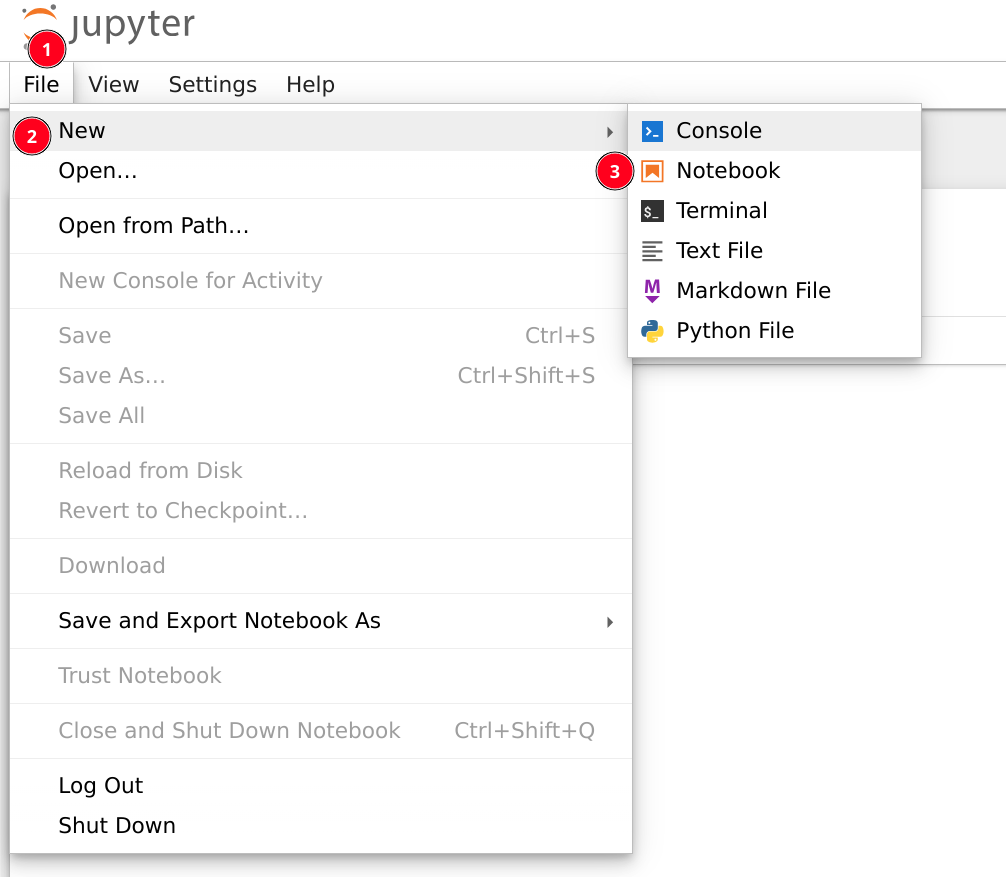 jupyter
1
File View Settings Help
2 New
Open…
Open from Path…
New Console for Activity
Save Ctrl+S
Save As… Ctrl+Shift+S
Save All
Reload from Disk
Revert to Checkpoint…
Download
Save and Export Notebook As
Trust Notebook
Close and Shut Down Notebook Ctrl+Shift+Q
Log Out
Shut Down
Console
3 Notebook
$_ Terminal
Text File
M Markdown File
Python File